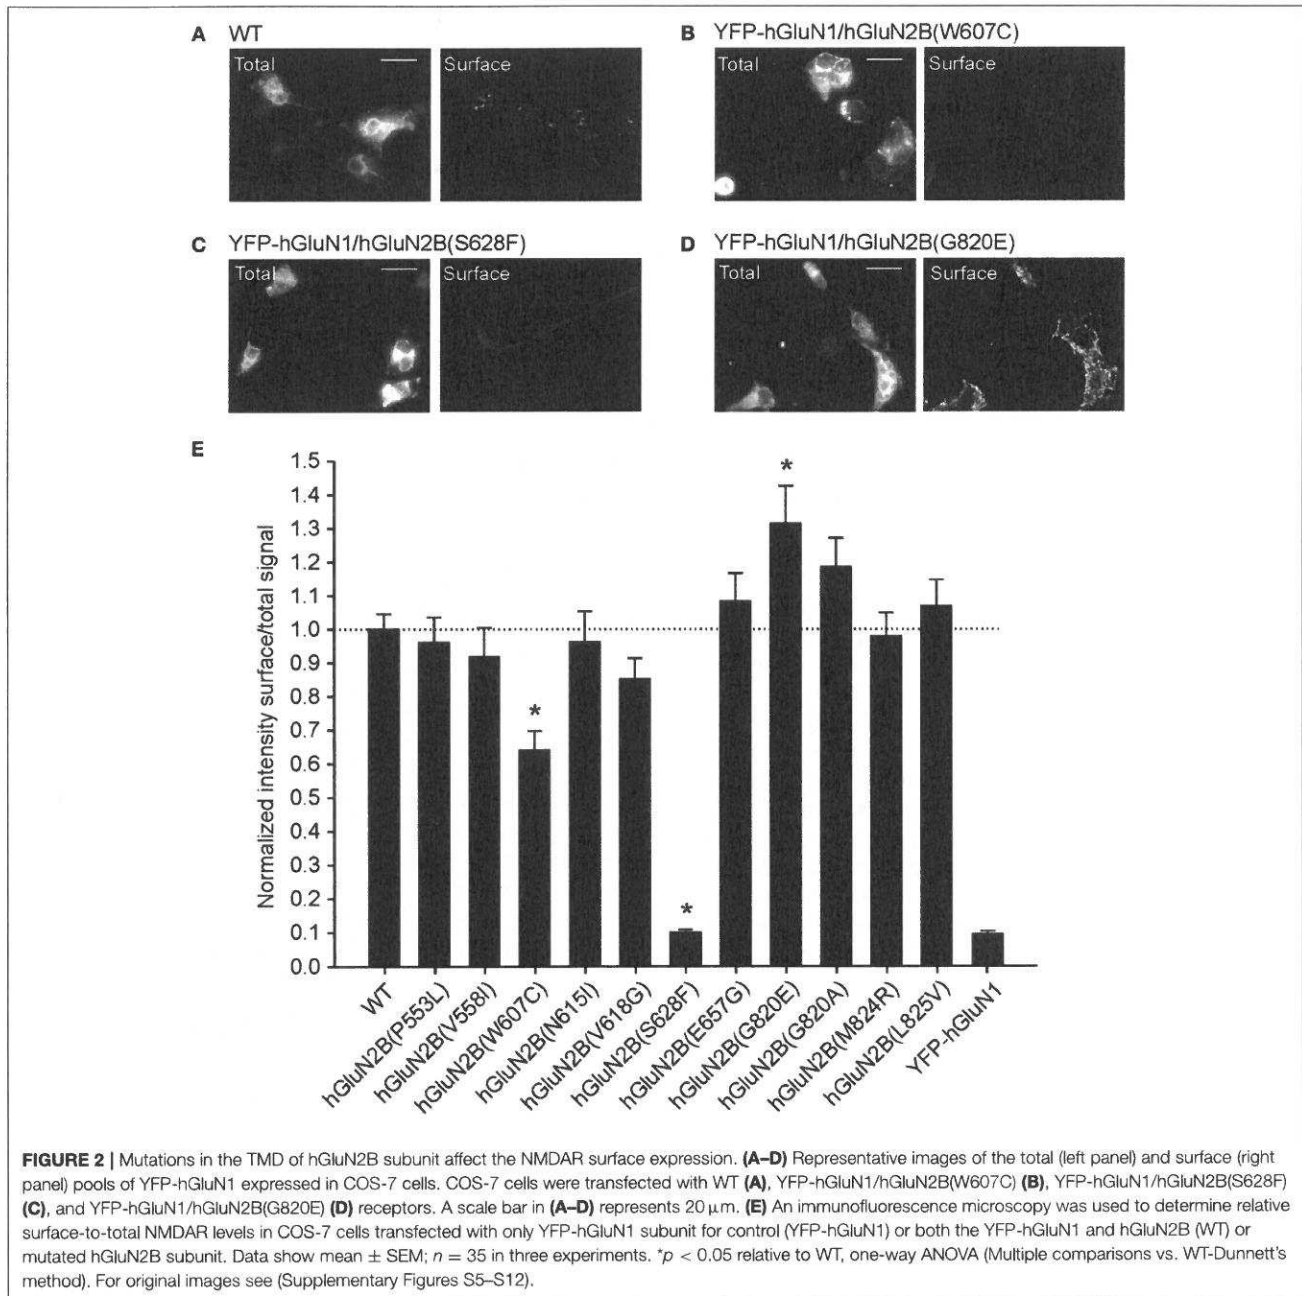 A WT
Total
Surface
B YFP-hGluN1/hGluN2B(W607C)
Total
Surface
C YFP-hGluN1/hGluN2B(S628F)
Total
Surface
D YFP-hGluN1/hGluN2B(G820E)
Total
Surface
E
Normalized intensity surface/total signal
1.5
1.4
1.3
1.2
1.1
1.0
0.9
0.8
0.7
0.6
0.5
0.4
0.3
0.2
0.1
0.0
*
*
*
WT
hGluN2B(P553L)
hGluN2B(V558I)
hGluN2B(W607C)
hGluN2B(N615I)
hGluN2B(V618G)
hGluN2B(S628F)
hGluN2B(E657G)
hGluN2B(G820E)
hGluN2B(G820A)
hGluN2B(M824R)
hGluN2B(L825V)
YFP-hGluN1
FIGURE 2 | Mutations in the TMD of hGluN2B subunit affect the NMDAR surface expression. (A–D) Representative images of the total (left panel) and surface (right
panel) pools of YFP-hGluN1 expressed in COS-7 cells. COS-7 cells were transfected with WT (A), YFP-hGluN1/hGluN2B(W607C) (B), YFP-hGluN1/hGluN2B(S628F)
(C), and YFP-hGluN1/hGluN2B(G820E) (D) receptors. A scale bar in (A–D) represents 20 μm. (E) An immunofluorescence microscopy was used to determine relative
surface-to-total NMDAR levels in COS-7 cells transfected with only YFP-hGluN1 subunit for control (YFP-hGluN1) or both the YFP-hGluN1 and hGluN2B (WT) or
mutated hGluN2B subunit. Data show mean ± SEM; n = 35 in three experiments. *p < 0.05 relative to WT, one-way ANOVA (Multiple comparisons vs. WT-Dunnett's
method). For original images see (Supplementary Figures S5–S12).